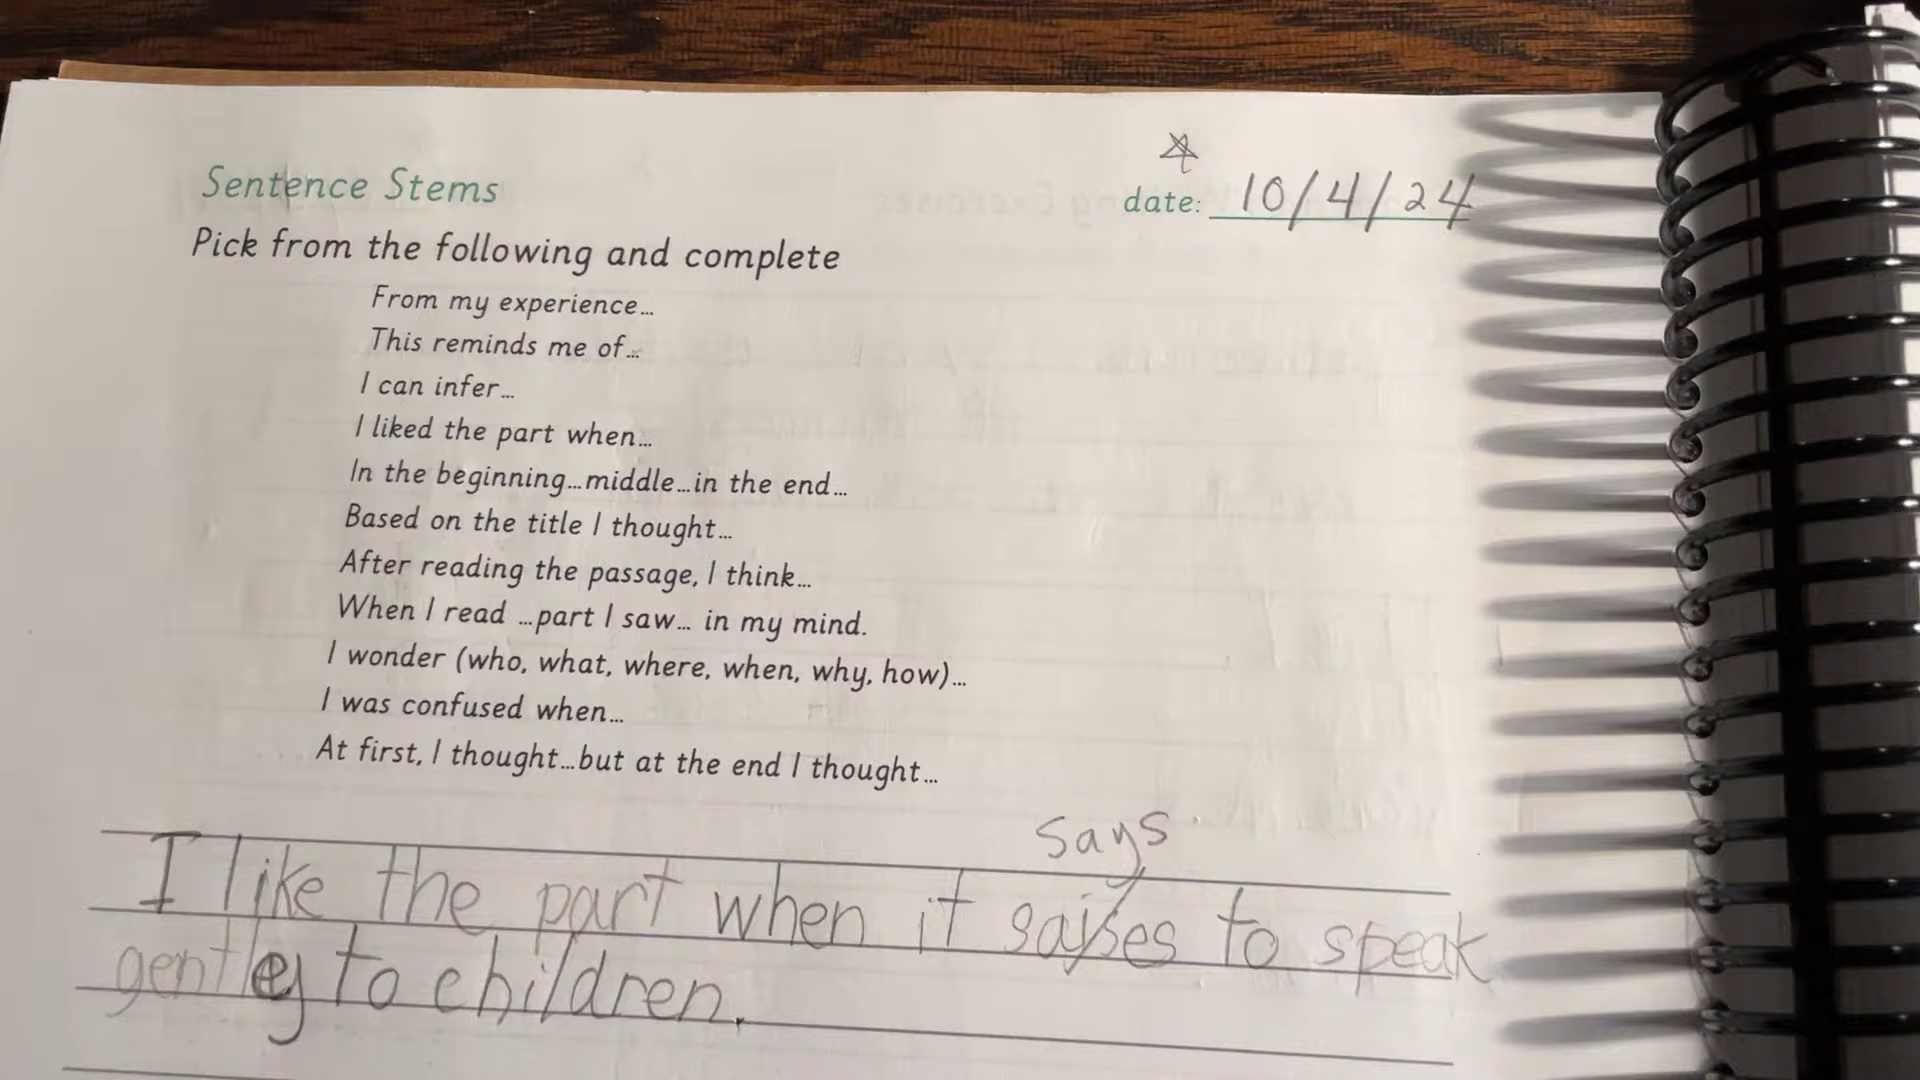 Sentence Stems
date: 10/4/24
Pick from the following and complete
From my experience...
This reminds me of...
I can infer...
I liked the part when...
In the beginning...middle...in the end...
Based on the title I thought...
After reading the passage, I think...
When I read ...part I saw... in my mind.
I wonder (who, what, where, when, why, how)...
I was confused when...
At first, I thought...but at the end I thought...
says
I like the part when it saises to speak
gentley to children.